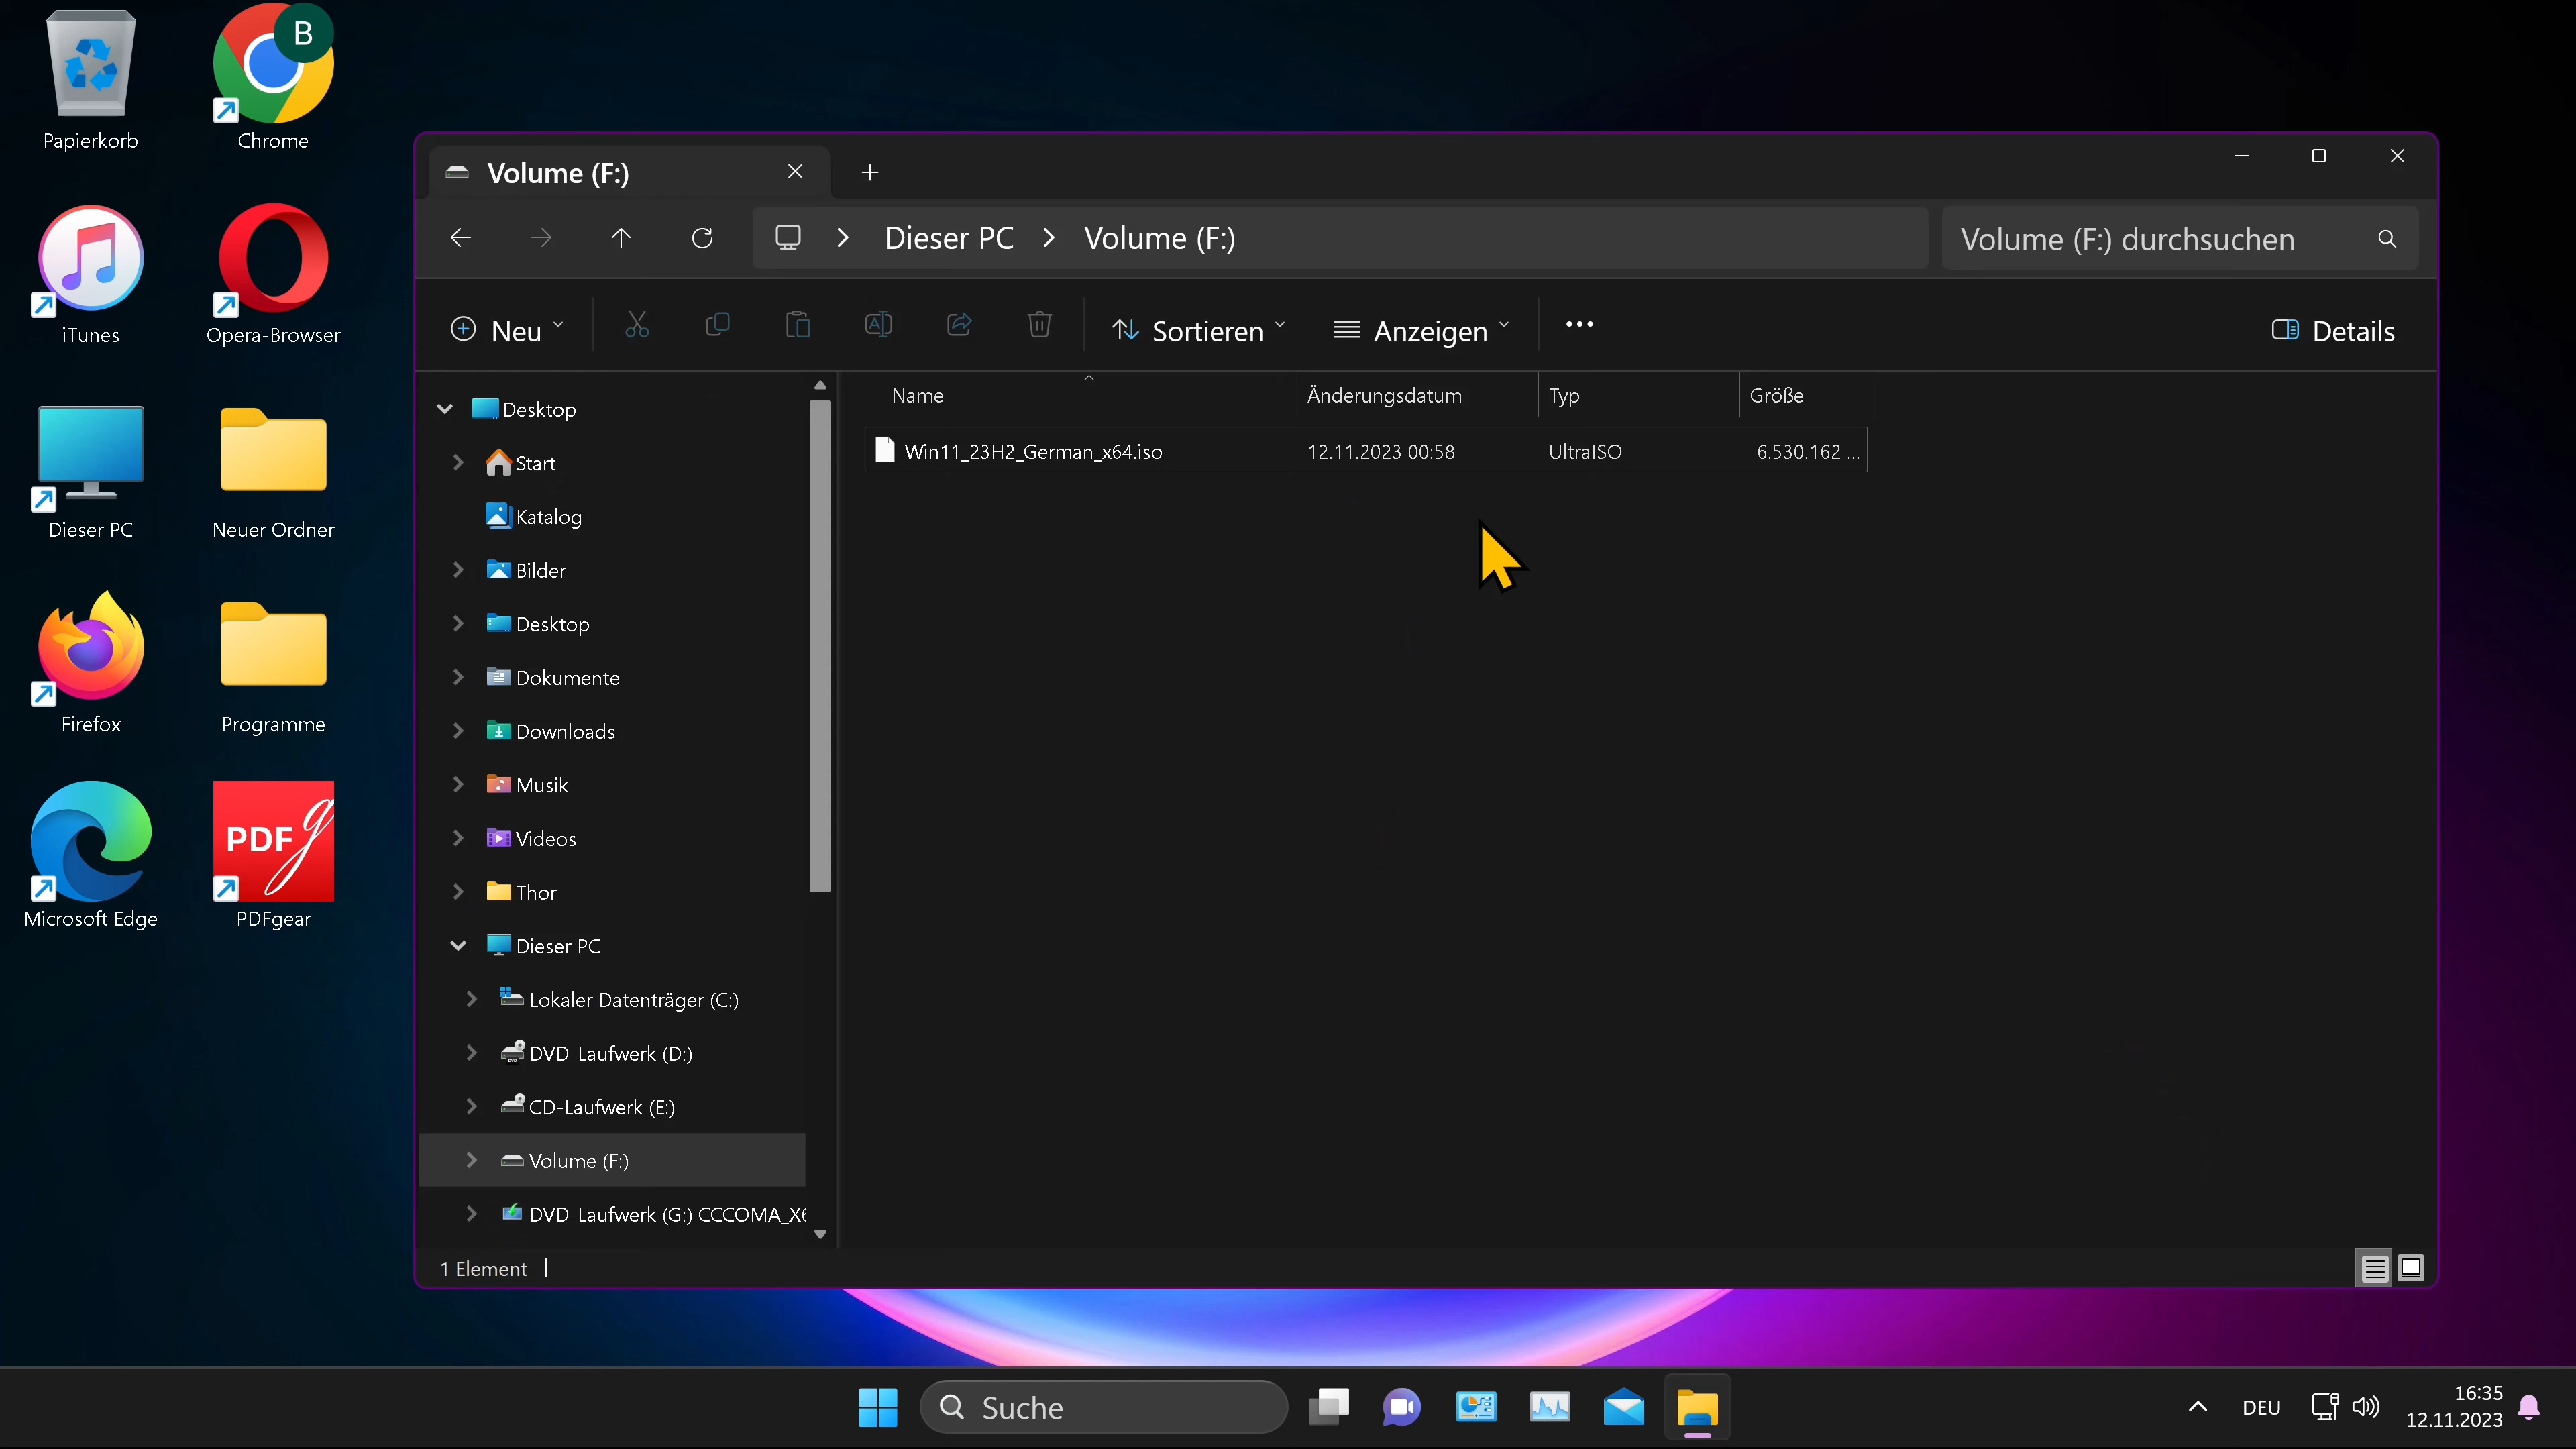 Papierkorb
B
Chrome
iTunes
Opera-Browser
Dieser PC
Neuer Ordner
Firefox
Programme
Microsoft Edge
PDF
PDFgear
Volume (F:)
Dieser PC
Volume (F:)
Volume (F:) durchsuchen
Neu
Sortieren
Anzeigen
Details
Desktop
Start
Katalog
Bilder
Desktop
Dokumente
Downloads
Musik
Videos
Thor
Dieser PC
Lokaler Datenträger (C:)
DVD-Laufwerk (D:)
CD-Laufwerk (E:)
Volume (F:)
DVD-Laufwerk (G:) CCCOMA_X6
Name Änderungsdatum Typ Größe
Win11_23H2_German_x64.iso 12.11.2023 00:58 UltraISO 6.530.162 ...
1 Element
Suche
DEU
16:35
12.11.2023